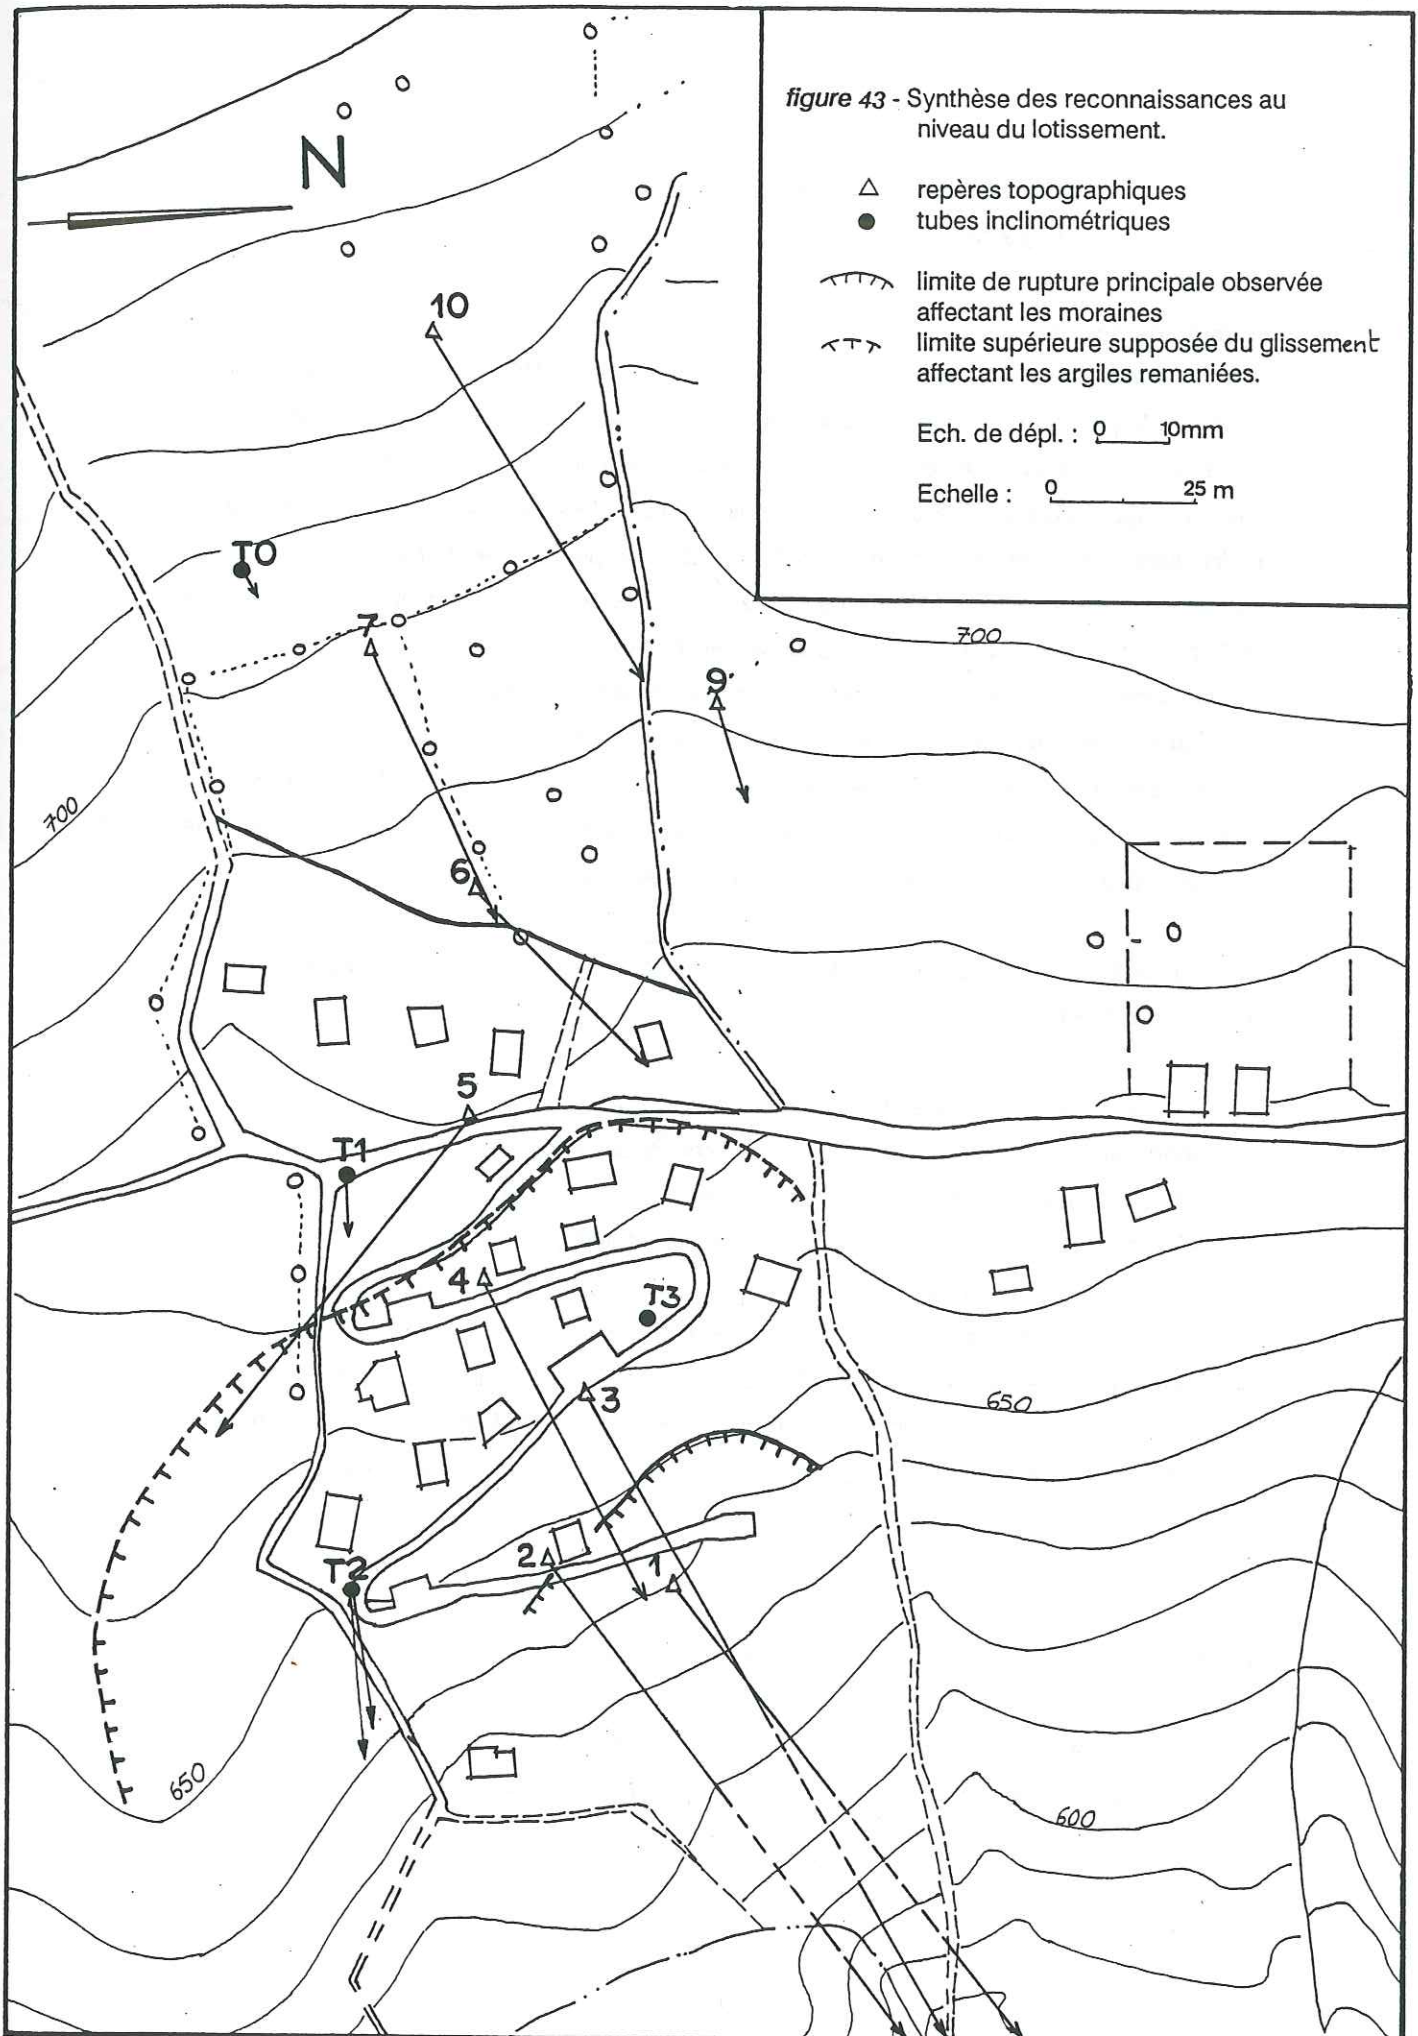 figure 43 - Synthèse des reconnaissances au
niveau du lotissement.
repères topographiques
tubes inclinométriques
limite de rupture principale observée
affectant les moraines
limite supérieure supposée du glissement
affectant les argiles remaniées.
Ech. de dépl. : 0 10mm
Echelle : 0 25 m
N
10
T0
7
700
9
700
6
5
T1
4
T3
3
650
2
1
T2
650
600